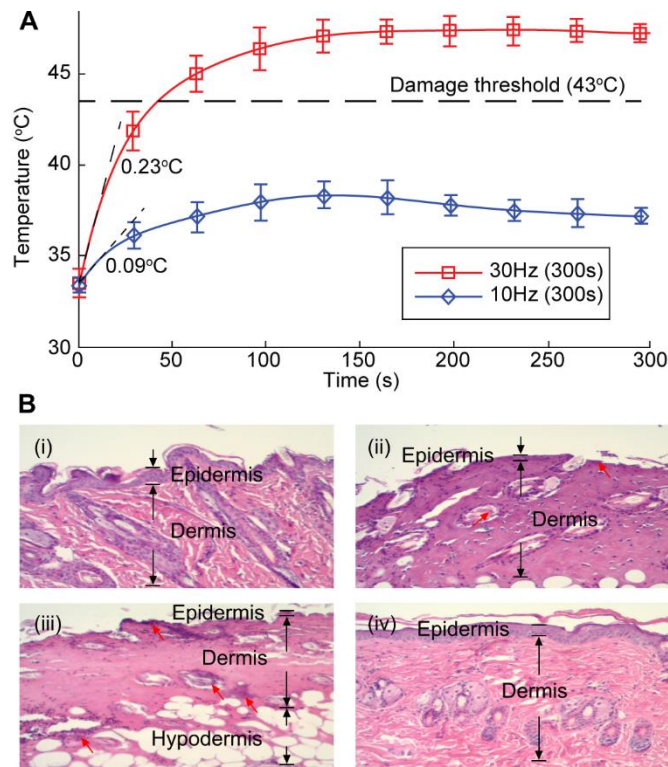 A
Temperature (°C)
45
40
35
30
Damage threshold (43°C)
0.23°C
0.09°C
30Hz (300s)
10Hz (300s)
0
50
100
150
200
250
300
Time (s)
B
(i)
Epidermis
Dermis
(ii)
Epidermis
Dermis
(iii)
Epidermis
Dermis
Hypodermis
(iv)
Epidermis
Dermis